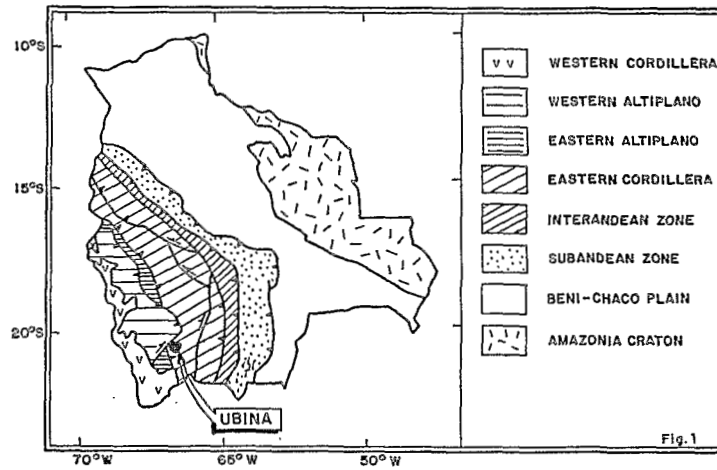 10°S
15°S
20°S
70°W
65°W
50°W
UBINA
WESTERN CORDILLERA
WESTERN ALTIPLANO
EASTERN ALTIPLANO
EASTERN CORDILLERA
INTERANDEAN ZONE
SUBANDEAN ZONE
BENI-CHACO PLAIN
AMAZONIA CRATON
Fig.1